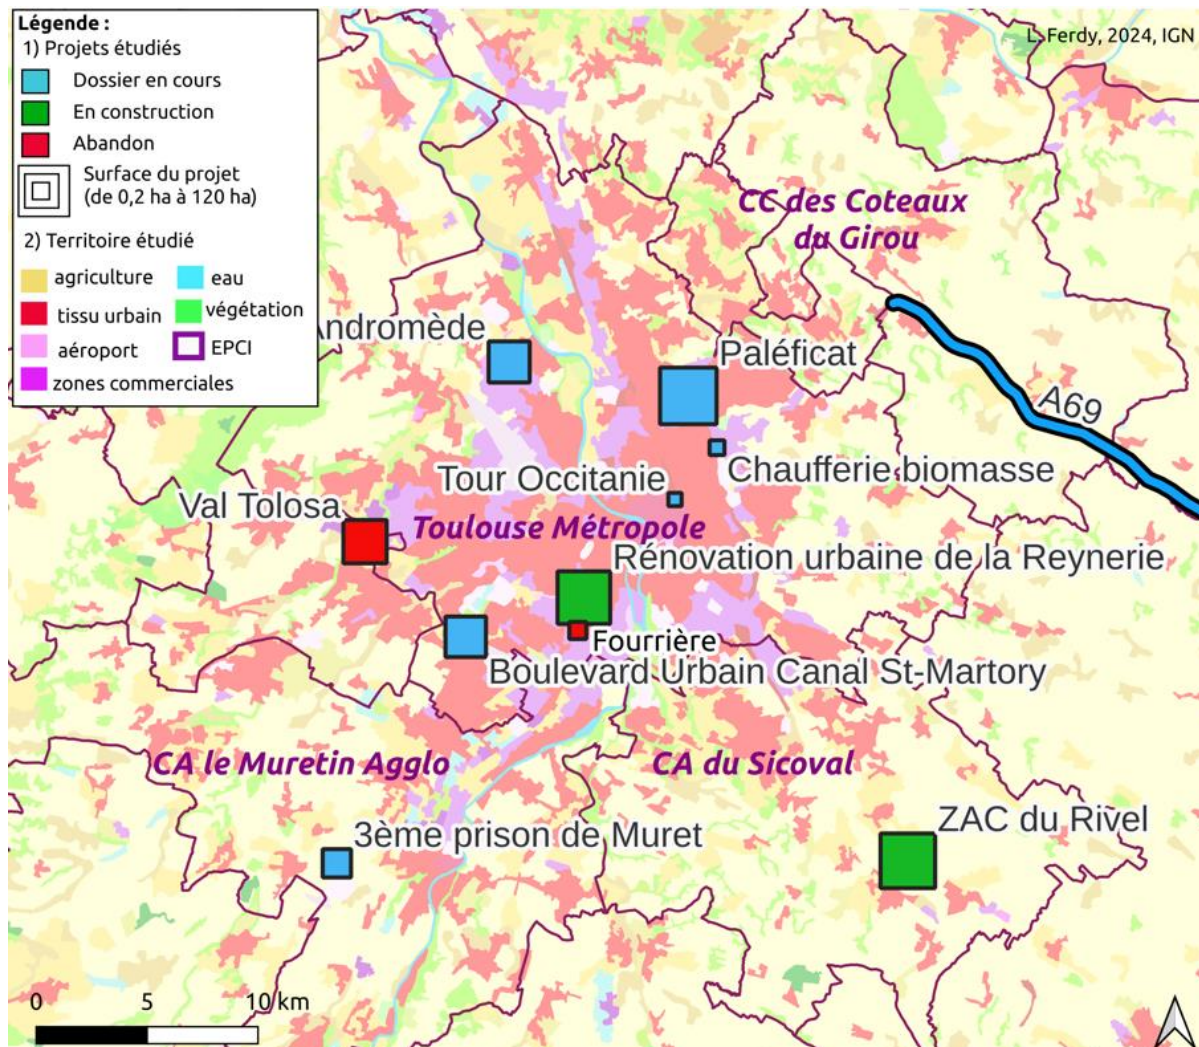 Légende :
1) Projets étudiés
Dossier en cours
En construction
Abandon
Surface du projet
(de 0,2 ha à 120 ha)
2) Territoire étudié
agriculture
eau
tissu urbain
végétation
aéroport
EPCI
zones commerciales
L. Ferdy, 2024, IGN
CC des Coteaux
du Girou
Andromède
Paléficat
A69
Chaufferie biomasse
Tour Occitanie
Val Tolosa
Toulouse Métropole
Rénovation urbaine de la Reynerie
Fourrière
Boulevard Urbain Canal St-Martory
CA le Muretin Agglo
CA du Sicoval
3ème prison de Muret
ZAC du Rivel
0 5 10 km